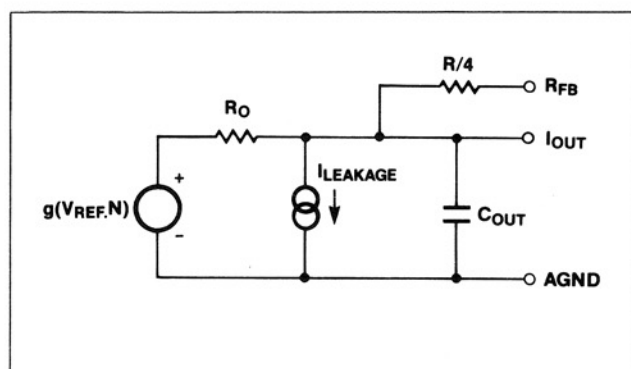 R/4
RFB
RO
IOUT
ILEAKAGE
+
g(VREF.N)
-
COUT
AGND